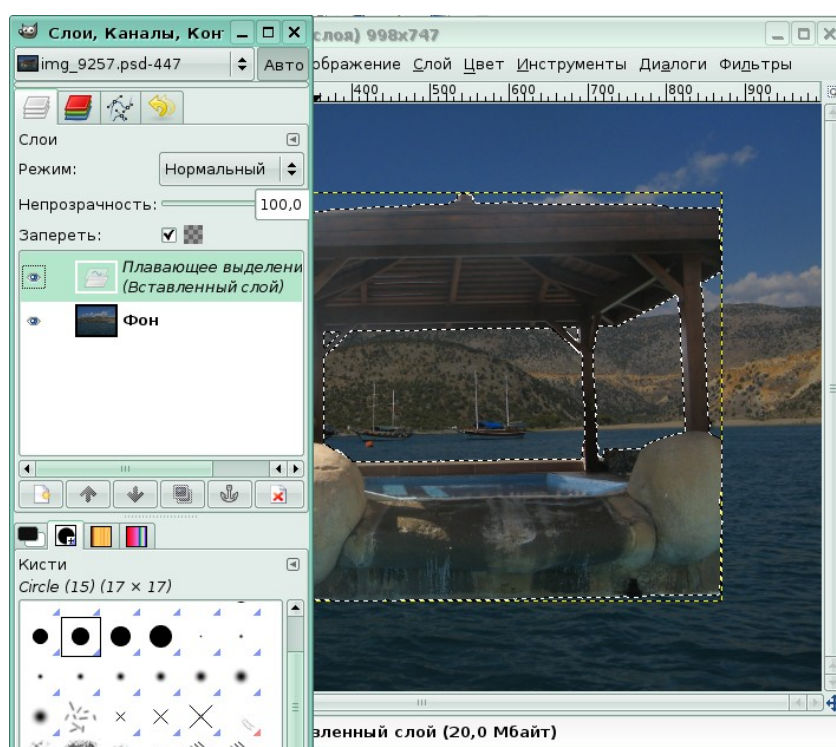 Слои, Каналы, Кон
слоя) 998x747
img_9257.psd-447
Авто
ображение Слой Цвет Инструменты Диалоги Фильтры
400 500 600 700 800 900
Слои
Режим: Нормальный
Непрозрачность: 100,0
Запереть:
Плавающее выделени
(Вставленный слой)
Фон
Кисти
Circle (15) (17 × 17)
вленный слой (20,0 Мбайт)